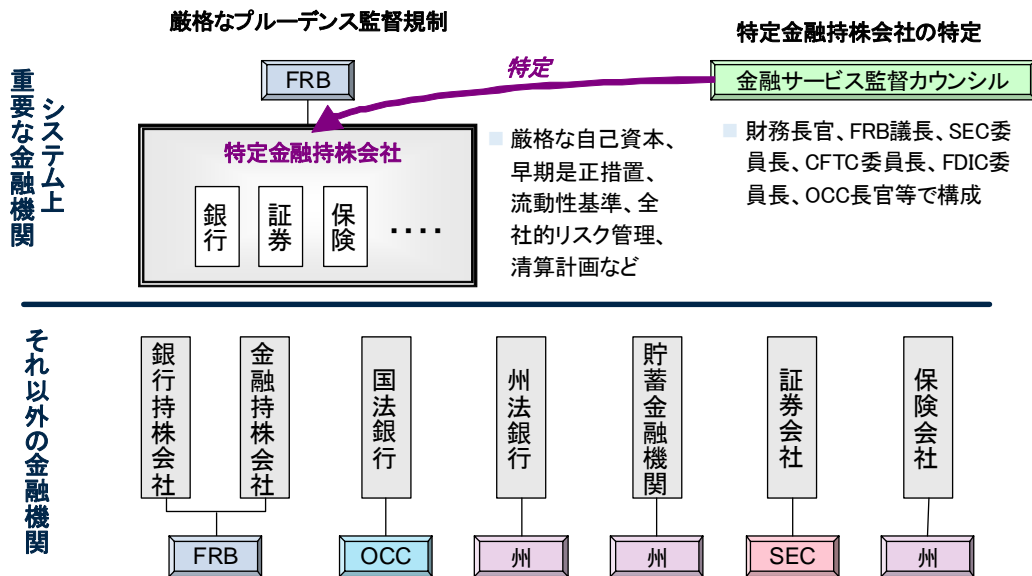 厳格なプルーデンス監督規制
特定金融持株会社の特定
システム上
重要な金融機関
FRB
特定
金融サービス監督カウンシル
特定金融持株会社
銀行
証券
保険
・・・・
厳格な自己資本、
早期是正措置、
流動性基準、全
社的リスク管理、
清算計画など
財務長官、FRB議長、SEC委
員長、CFTC委員長、FDIC委
員長、OCC長官等で構成
それ以外の金融機関
銀行持株会社
金融持株会社
国法銀行
州法銀行
貯蓄金融機関
証券会社
保険会社
FRB
OCC
州
州
SEC
州